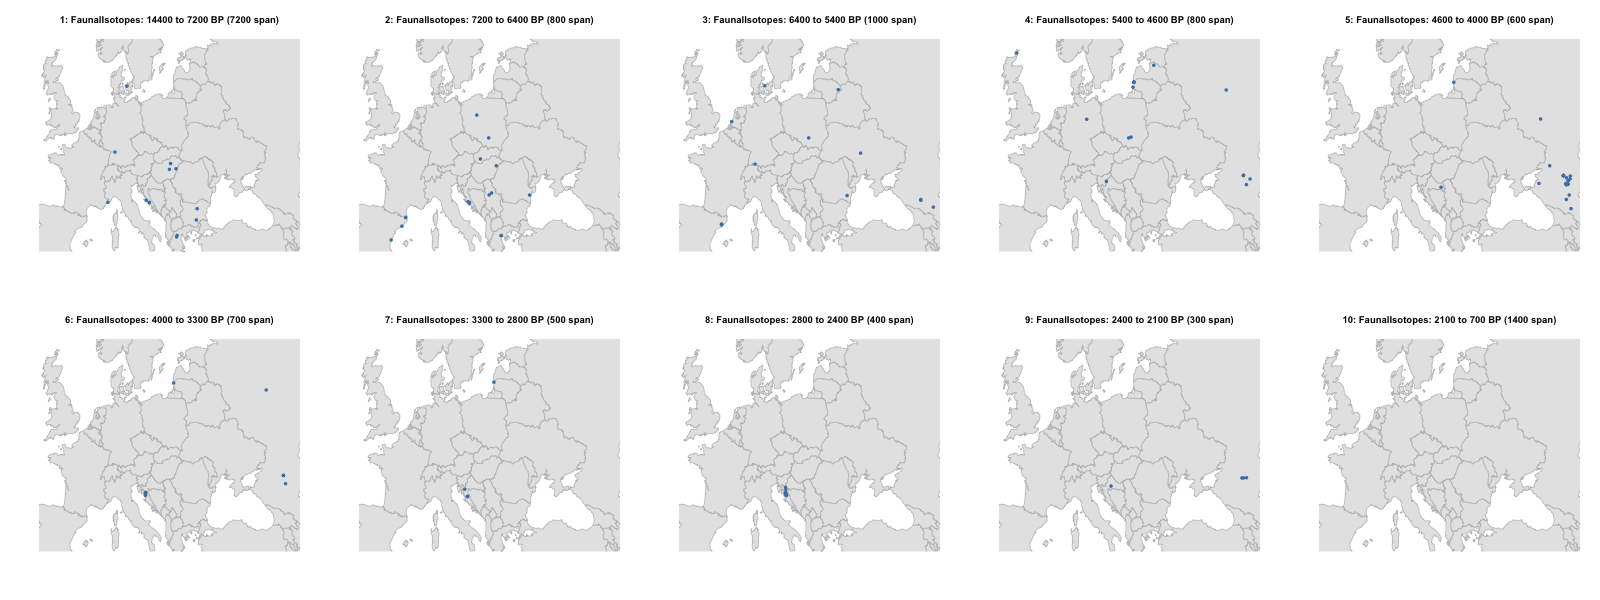 1: FaunalIsotopes: 14400 to 7200 BP (7200 span)
2: FaunalIsotopes: 7200 to 6400 BP (800 span)
3: FaunalIsotopes: 6400 to 5400 BP (1000 span)
4: FaunalIsotopes: 5400 to 4600 BP (800 span)
5: FaunalIsotopes: 4600 to 4000 BP (600 span)
6: FaunalIsotopes: 4000 to 3300 BP (700 span)
7: FaunalIsotopes: 3300 to 2800 BP (500 span)
8: FaunalIsotopes: 2800 to 2400 BP (400 span)
9: FaunalIsotopes: 2400 to 2100 BP (300 span)
10: FaunalIsotopes: 2100 to 700 BP (1400 span)